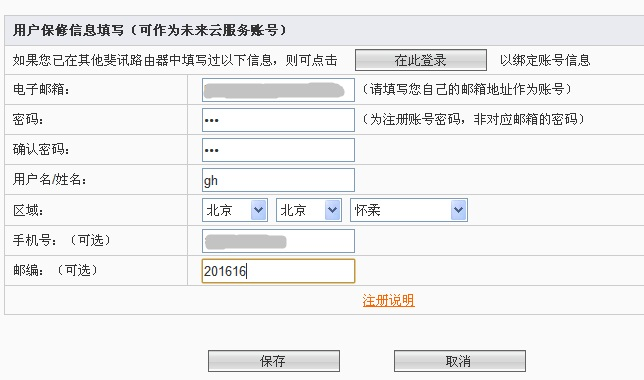 用户保修信息填写（可作为未来云服务账号）
如果您已在其他斐讯路由器中填写过以下信息，则可点击 在此登录 以绑定账号信息
电子邮箱： （请填写您自己的邮箱地址作为账号）
密码： ••• （为注册账号密码，非对应邮箱的密码）
确认密码： •••
用户名/姓名： gh
区域： 北京 北京 怀柔
手机号：（可选）
邮编：（可选） 201616
注册说明
保存 取消